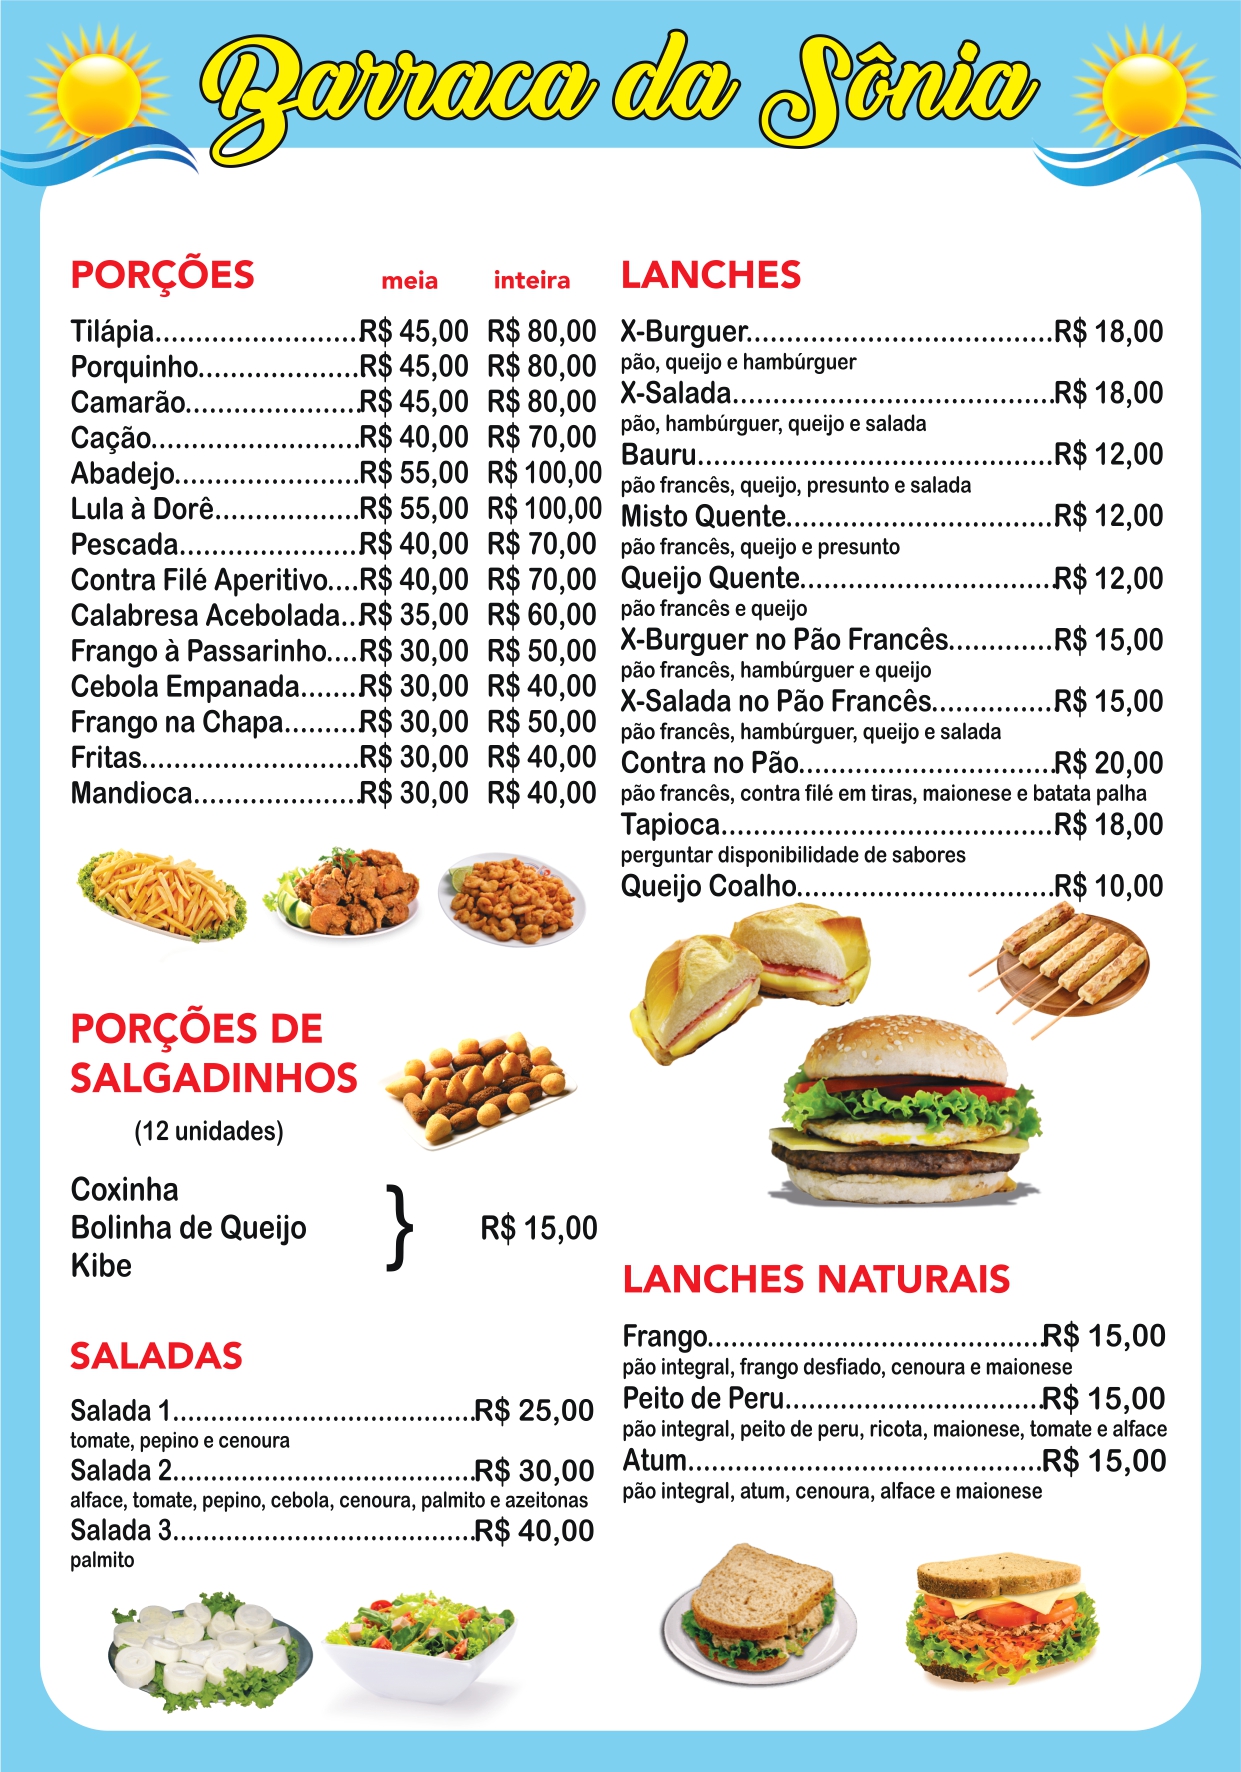 Barraca da Sônia
PORÇÕES meia inteira
Tilápia.........................R$ 45,00 R$ 80,00
Porquinho....................R$ 45,00 R$ 80,00
Camarão......................R$ 45,00 R$ 80,00
Cação..........................R$ 40,00 R$ 70,00
Abadejo.......................R$ 55,00 R$ 100,00
Lula à Dorê..................R$ 55,00 R$ 100,00
Pescada.......................R$ 40,00 R$ 70,00
Contra Filé Aperitivo....R$ 40,00 R$ 70,00
Calabresa Acebolada...R$ 35,00 R$ 60,00
Frango à Passarinho....R$ 30,00 R$ 50,00
Cebola Empanada.......R$ 30,00 R$ 40,00
Frango na Chapa..........R$ 30,00 R$ 50,00
Fritas...........................R$ 30,00 R$ 40,00
Mandioca.....................R$ 30,00 R$ 40,00
PORÇÕES DE
SALGADINHOS
(12 unidades)
Coxinha
Bolinha de Queijo } R$ 15,00
Kibe
SALADAS
Salada 1.....................................R$ 25,00
tomate, pepino e cenoura
Salada 2.....................................R$ 30,00
alface, tomate, pepino, cebola, cenoura, palmito e azeitonas
Salada 3.....................................R$ 40,00
palmito
LANCHES
X-Burguer......................................R$ 18,00
pão, queijo e hambúrguer
X-Salada........................................R$ 18,00
pão, hambúrguer, queijo e salada
Bauru............................................R$ 12,00
pão francês, queijo, presunto e salada
Misto Quente.................................R$ 12,00
pão francês, queijo e presunto
Queijo Quente...............................R$ 12,00
pão francês e queijo
X-Burguer no Pão Francês.............R$ 15,00
pão francês, hambúrguer e queijo
X-Salada no Pão Francês...............R$ 15,00
pão francês, hambúrguer, queijo e salada
Contra no Pão................................R$ 20,00
pão francês, contra filé em tiras, maionese e batata palha
Tapioca.........................................R$ 18,00
perguntar disponibilidade de sabores
Queijo Coalho................................R$ 10,00
LANCHES NATURAIS
Frango.........................................R$ 15,00
pão integral, frango desfiado, cenoura e maionese
Peito de Peru................................R$ 15,00
pão integral, peito de peru, ricota, maionese, tomate e alface
Atum............................................R$ 15,00
pão integral, atum, cenoura, alface e maionese